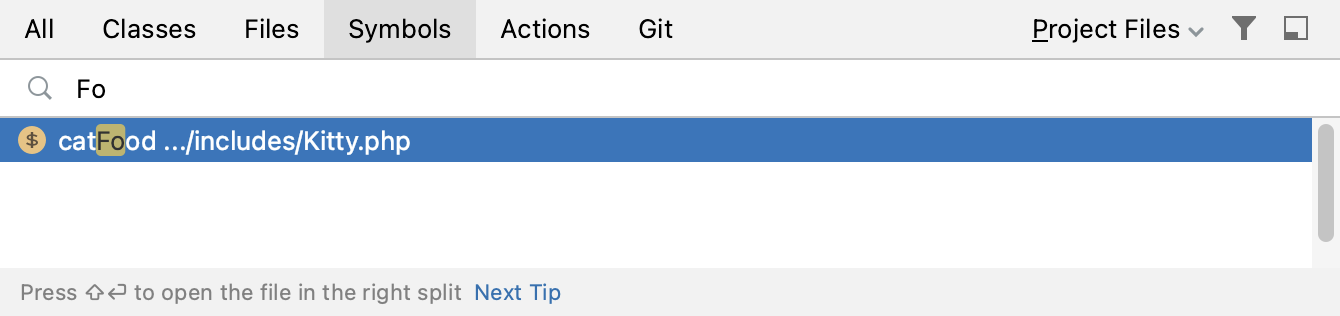 All Classes Files Symbols Actions Git Project Files
Fo
$ catFood .../includes/Kitty.php
Press ⇧⏎ to open the file in the right split Next Tip